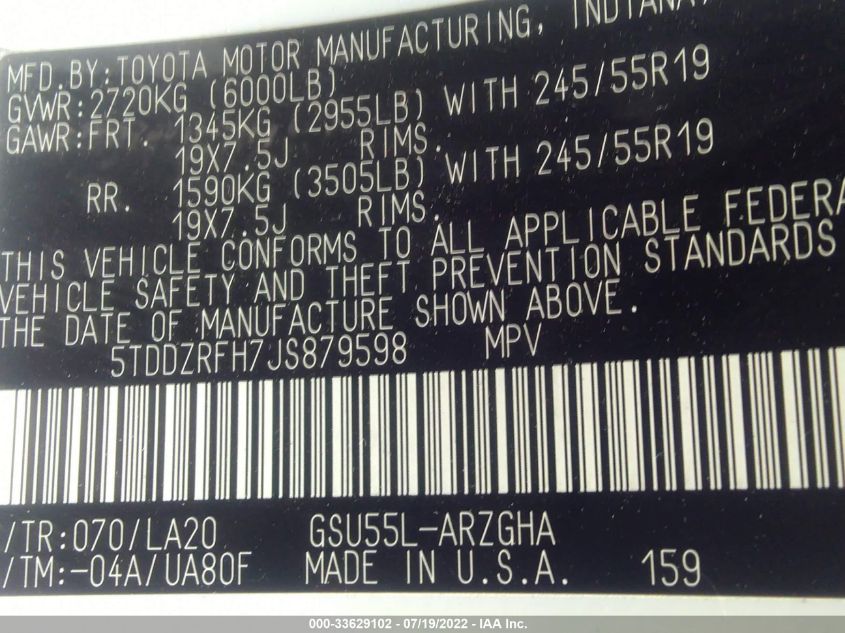 MFD.BY:TOYOTA MOTOR MANUFACTURING, INDIANA,
GVWR:2720KG (6000LB)
GAWR:FRT. 1345KG (2955LB) WITH 245/55R19
19X7.5J RIMS.
RR. 1590KG (3505LB) WITH 245/55R19
19X7.5J RIMS.
THIS VEHICLE CONFORMS TO ALL APPLICABLE FEDERA
VEHICLE SAFETY AND THEFT PREVENTION STANDARDS
THE DATE OF MANUFACTURE SHOWN ABOVE.
5TDDZRFH7JS879598 MPV
/TR:070/LA20 GSU55L-ARZGHA
/TM:-04A/UA80F MADE IN U.S.A. 159
000-33629102 - 07/19/2022 - IAA Inc.